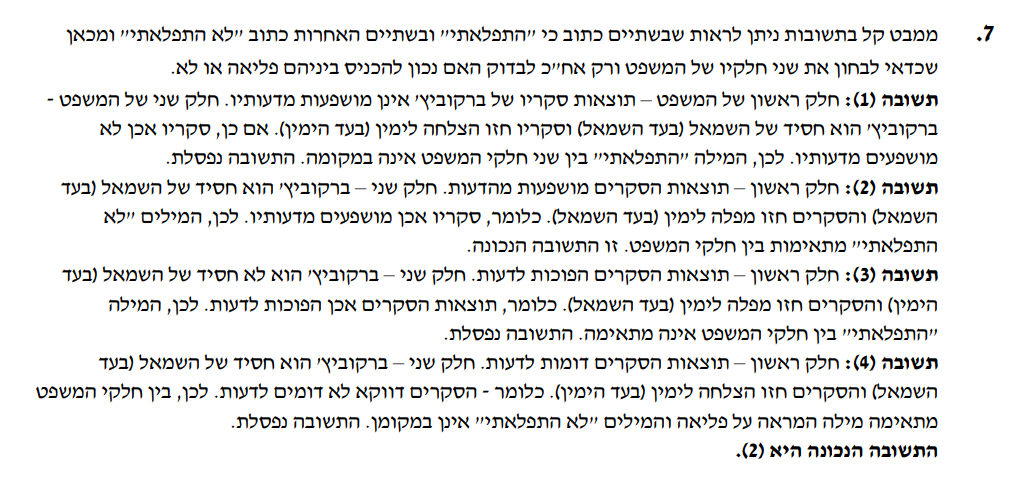 7. ממבט קל בתשובות ניתן לראות שבשתיים כתוב כי "התפלאתי" ובשתיים האחרות כתוב "לא התפלאתי" ומכאן
שכדאי לבחון את שני חלקיו של המשפט ורק אח"כ לבדוק האם נכון להכניס ביניהם פליאה או לא.
תשובה (1): חלק ראשון של המשפט – תוצאות סקריו של ברקוביץ' אינן מושפעות מדעותיו. חלק שני של המשפט -
ברקוביץ' הוא חסיד של השמאל (בעד השמאל) וסקריו חזו הצלחה לימין (בעד הימין). אם כן, סקריו אכן לא
מושפעים מדעותיו. לכן, המילה "התפלאתי" בין שני חלקי המשפט אינה במקומה. התשובה נפסלת.
תשובה (2): חלק ראשון – תוצאות הסקרים מושפעות מהדעות. חלק שני – ברקוביץ' הוא חסיד של השמאל (בעד
השמאל) והסקרים חזו מפלה לימין (בעד השמאל). כלומר, סקריו אכן מושפעים מדעותיו. לכן, המילים "לא
התפלאתי" מתאימות בין חלקי המשפט. זו התשובה הנכונה.
תשובה (3): חלק ראשון – תוצאות הסקרים הפוכות לדעות. חלק שני – ברקוביץ' הוא לא חסיד של השמאל (בעד
הימין) והסקרים חזו מפלה לימין (בעד השמאל). כלומר, תוצאות הסקרים אכן הפוכות לדעות. לכן, המילה
"התפלאתי" בין חלקי המשפט אינה מתאימה. התשובה נפסלת.
תשובה (4): חלק ראשון – תוצאות הסקרים דומות לדעות. חלק שני – ברקוביץ' הוא חסיד של השמאל (בעד
השמאל) והסקרים חזו הצלחה לימין (בעד הימין). כלומר - הסקרים דווקא לא דומים לדעות. לכן, בין חלקי המשפט
מתאימה מילה המראה על פליאה והמילים "לא התפלאתי" אינן במקומן. התשובה נפסלת.
התשובה הנכונה היא (2).